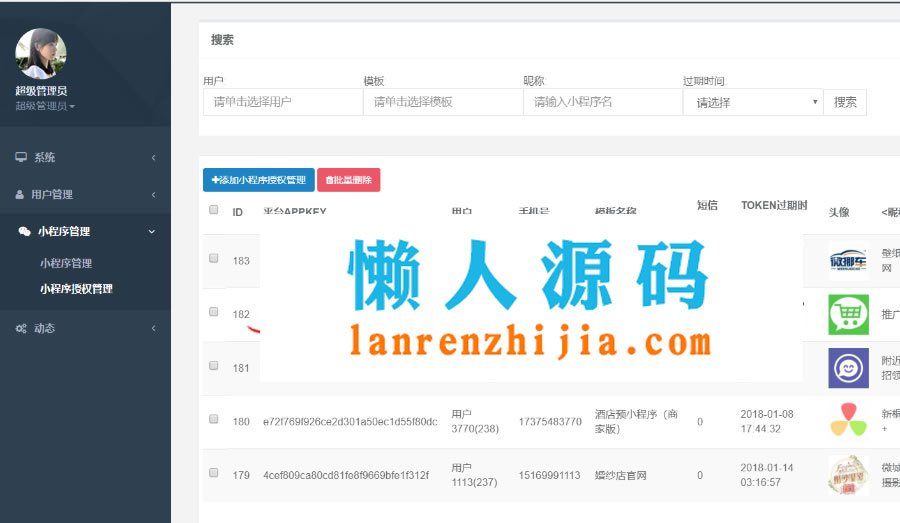 超级管理员
超级管理员
系统
用户管理
小程序管理
小程序管理
小程序授权管理
动态
搜索
用户 模板 昵称 过期时间
请单击选择用户 请单击选择模板 请输入小程序名 请选择 搜索
添加小程序授权管理 批量删除
ID 平台APPKEY 用户 手机号 模板名称 短信 TOKEN过期时 头像 <昵
183 微挪车 壁纸
网
懒人源码
lanrenzhijia.com
182 推广
181 附近
招领
180 e72f769f926ce2d301a50ec1d55f80dc 用户
3770(238) 17375483770 酒店预小程序（商
家版） 0 2018-01-08
17:44:32 新视
+
179 4cef809ca80cd81fe8f9669bfe1f312f 用户
1113(237) 15169991113 婚纱店官网 0 2018-01-14
03:16:57 微城
摄影